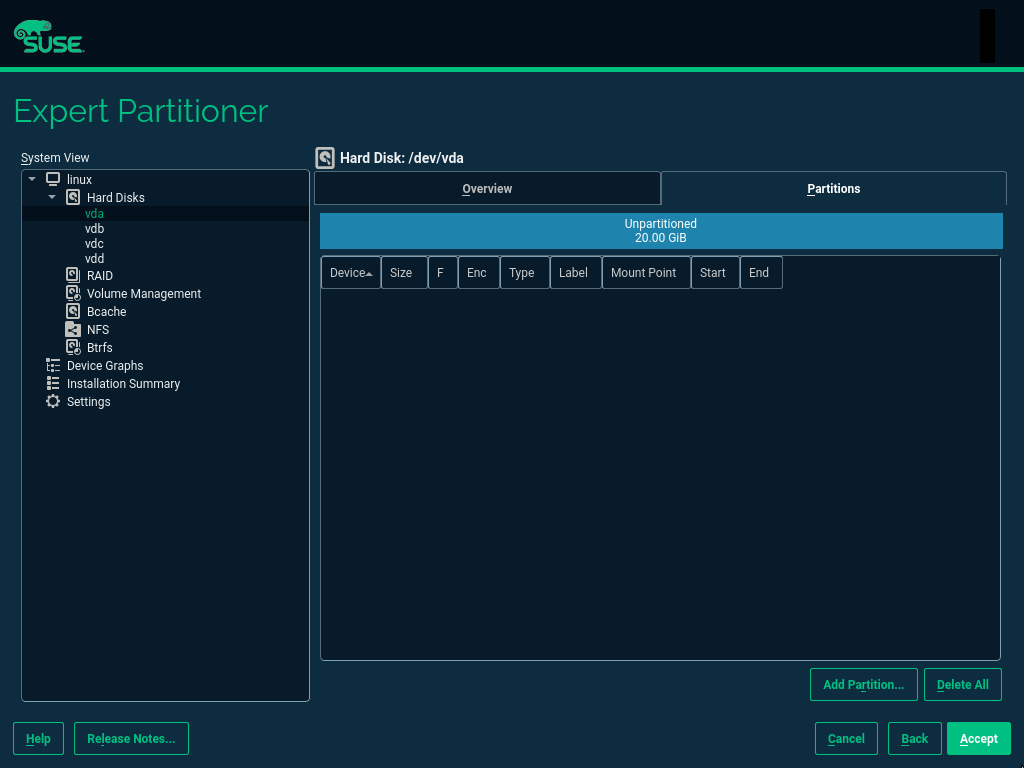 SUSE
Expert Partitioner
System View
linux
Hard Disks
vda
vdb
vdc
vdd
RAID
Volume Management
Bcache
NFS
Btrfs
Device Graphs
Installation Summary
Settings
Hard Disk: /dev/vda
Overview Partitions
Unpartitioned
20.00 GiB
Device Size F Enc Type Label Mount Point Start End
Add Partition... Delete All
Help Release Notes... Cancel Back Accept